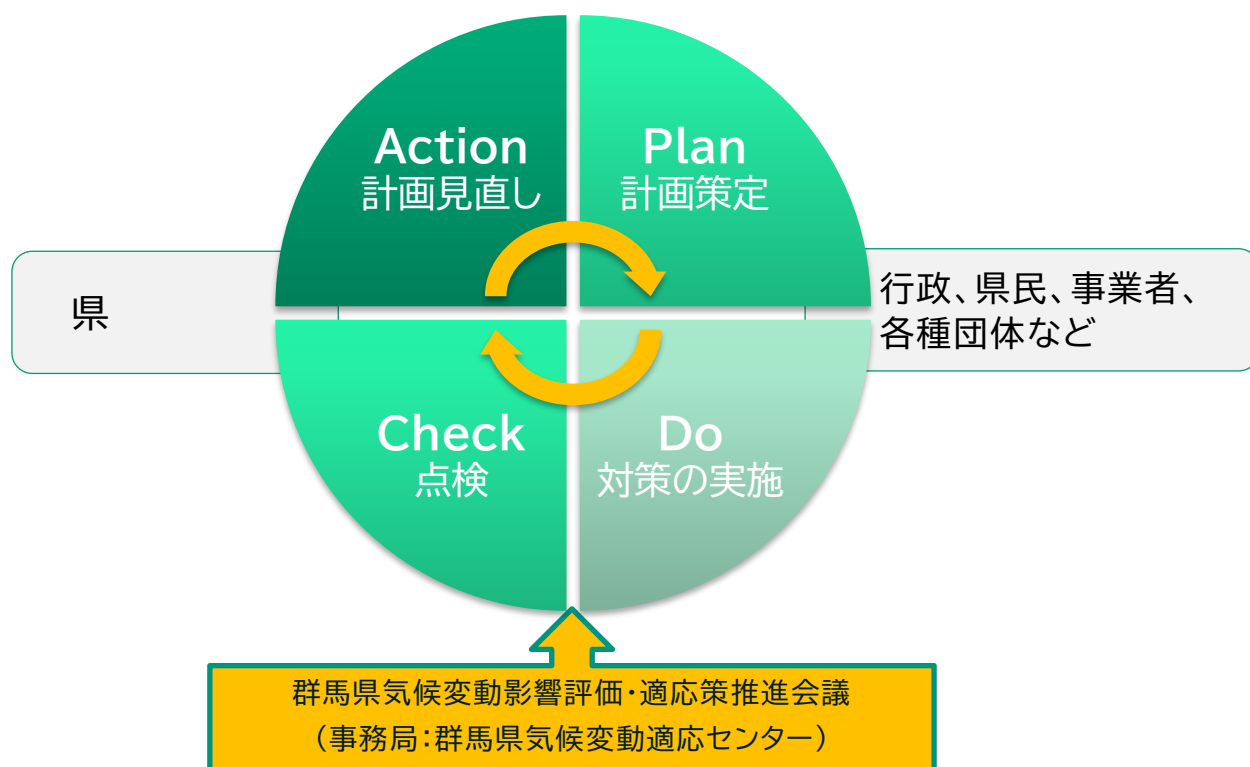 Action
計画見直し
Plan
計画策定
県
行政、県民、事業者、
各種団体など
Check
点検
Do
対策の実施
群馬県気候変動影響評価・適応策推進会議
(事務局:群馬県気候変動適応センター)